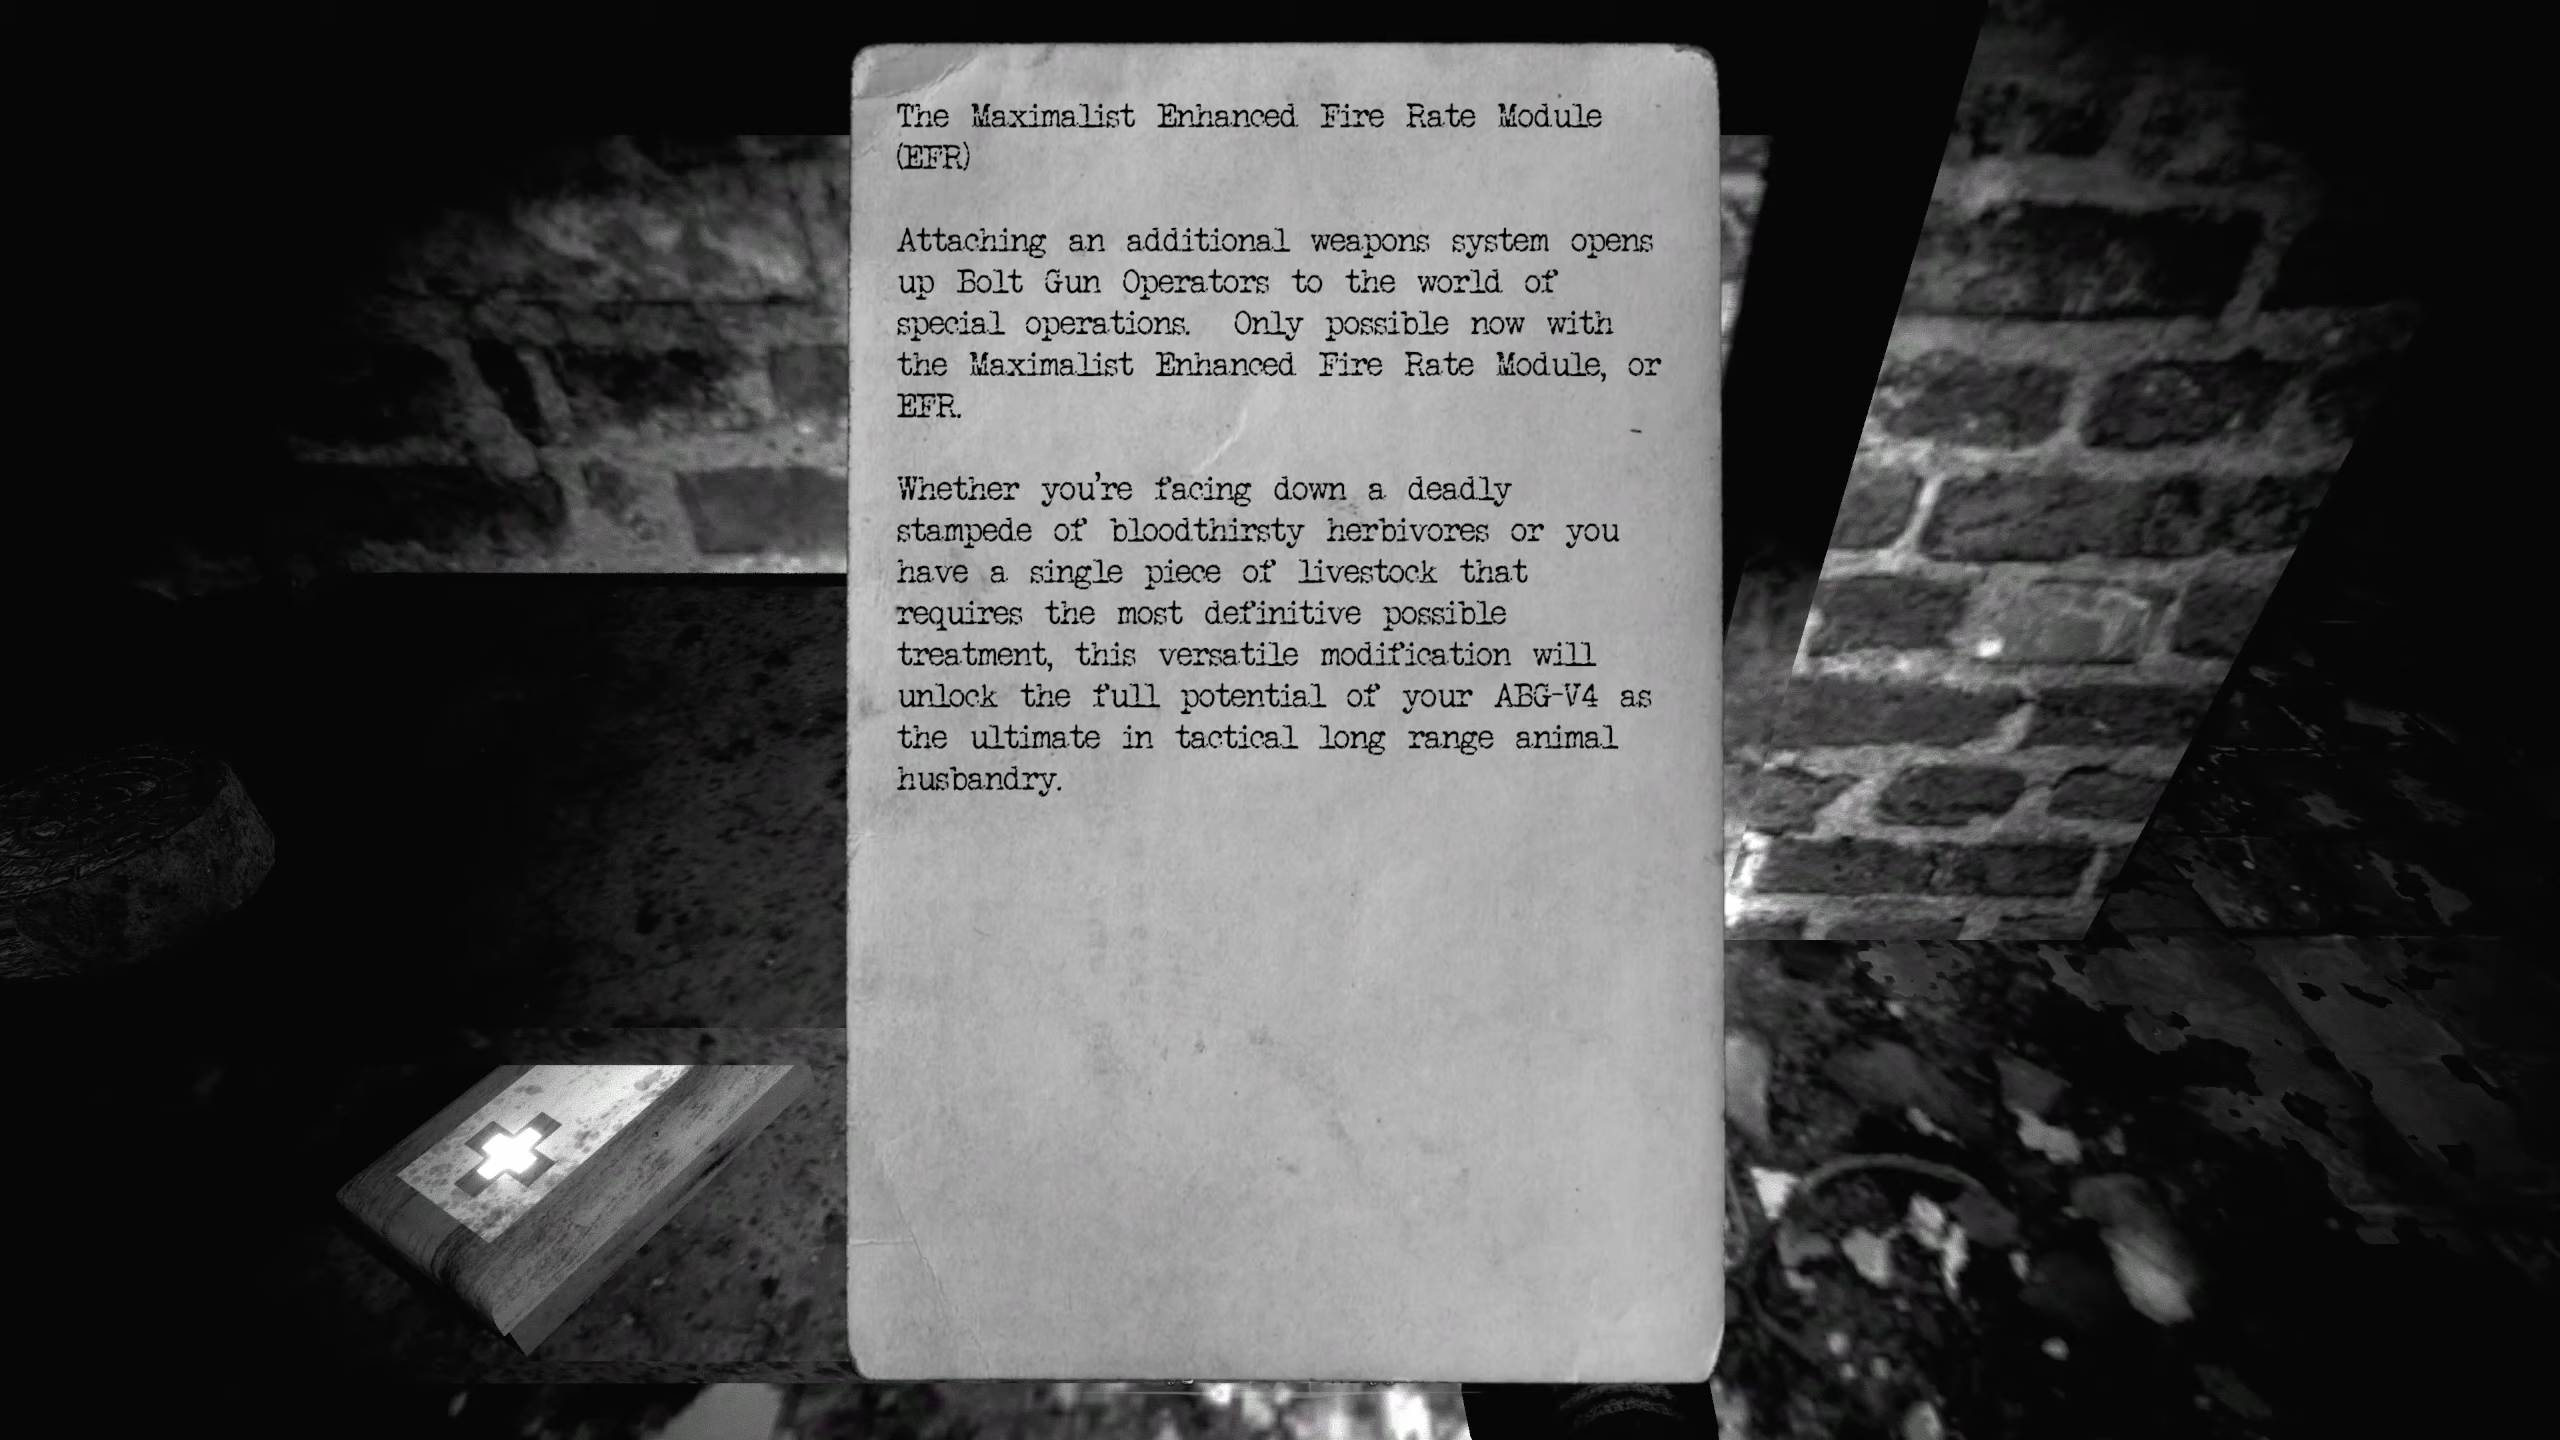 The Maximalist Enhanced Fire Rate Module
(EFR)
Attaching an additional weapons system opens
up Bolt Gun Operators to the world of
special operations.  Only possible now with
the Maximalist Enhanced Fire Rate Module, or
EFR.
Whether you're facing down a deadly
stampede of bloodthirsty herbivores or you
have a single piece of livestock that
requires the most definitive possible
treatment, this versatile modification will
unlock the full potential of your ABG-V4 as
the ultimate in tactical long range animal
husbandry.